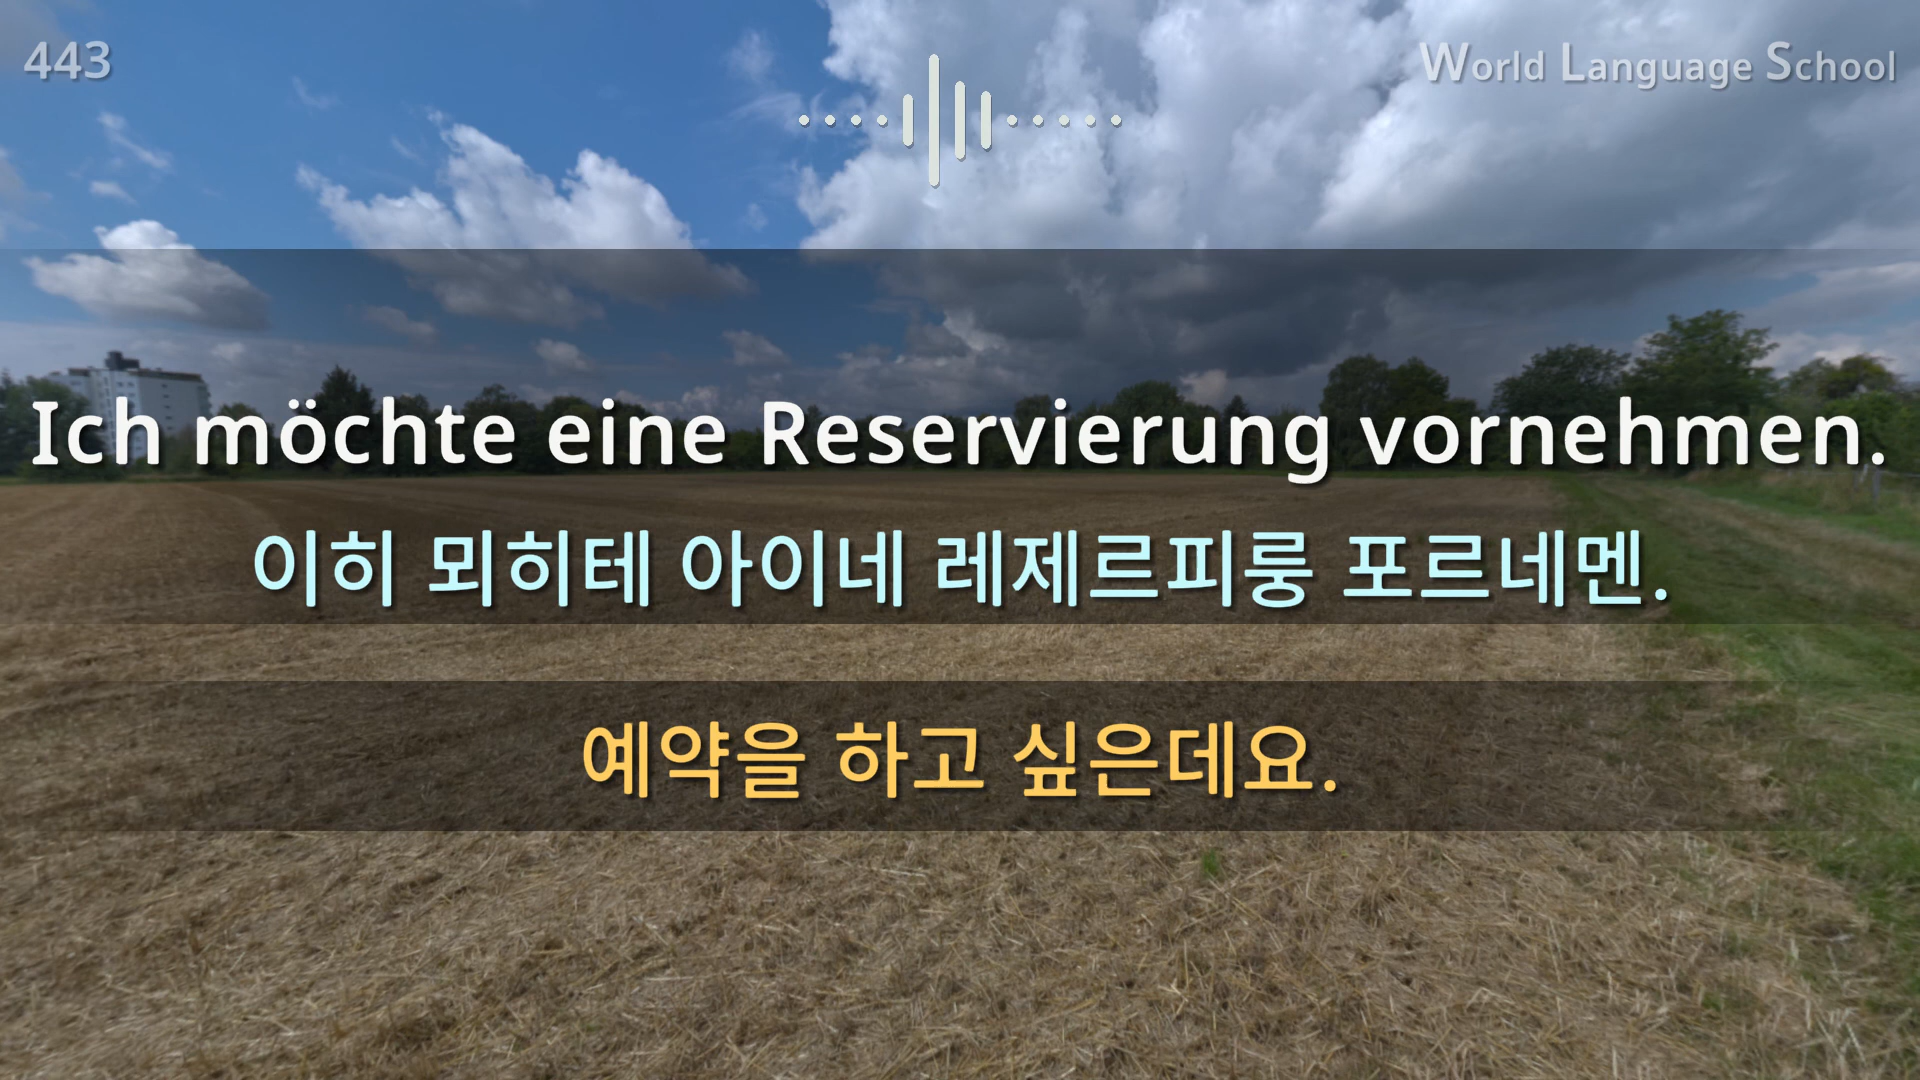 443
World Language School
Ich möchte eine Reservierung vornehmen.
이히 뫼히테 아이네 레제르피룽 포르네멘.
예약을 하고 싶은데요.